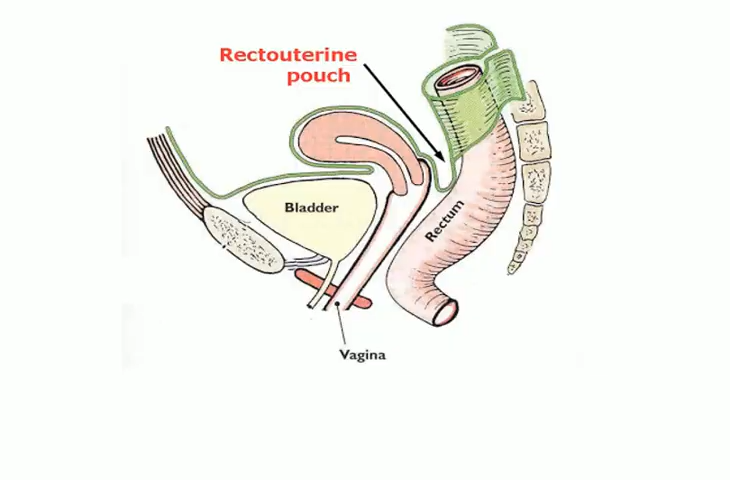 Rectouterine
pouch
Bladder
Rectum
Vagina